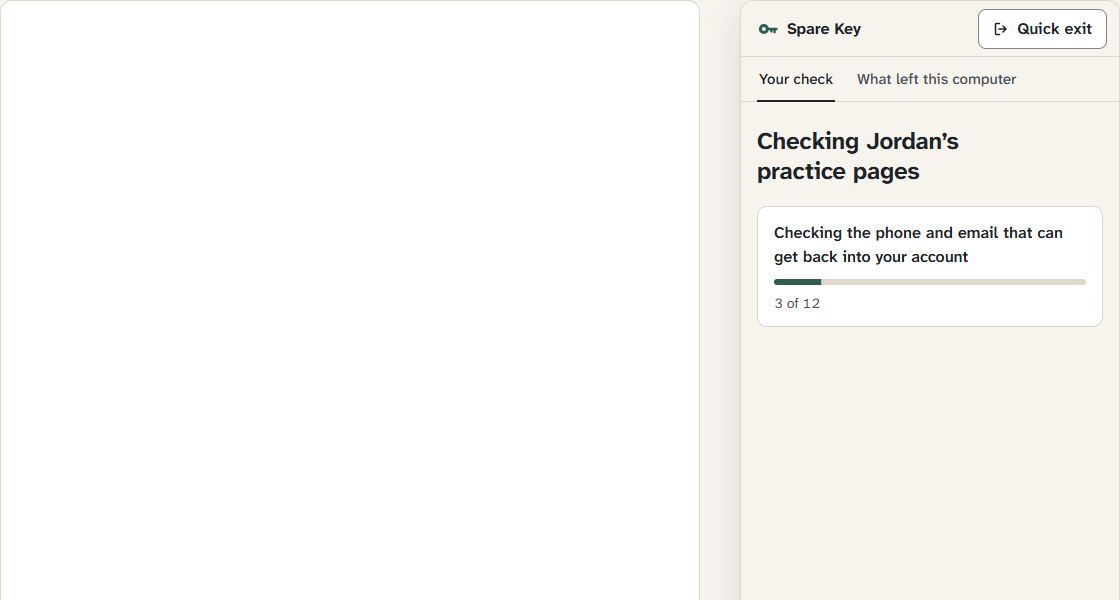 Spare Key
Quick exit
Your check
What left this computer
Checking Jordan’s
practice pages
Checking the phone and email that can
get back into your account
3 of 12